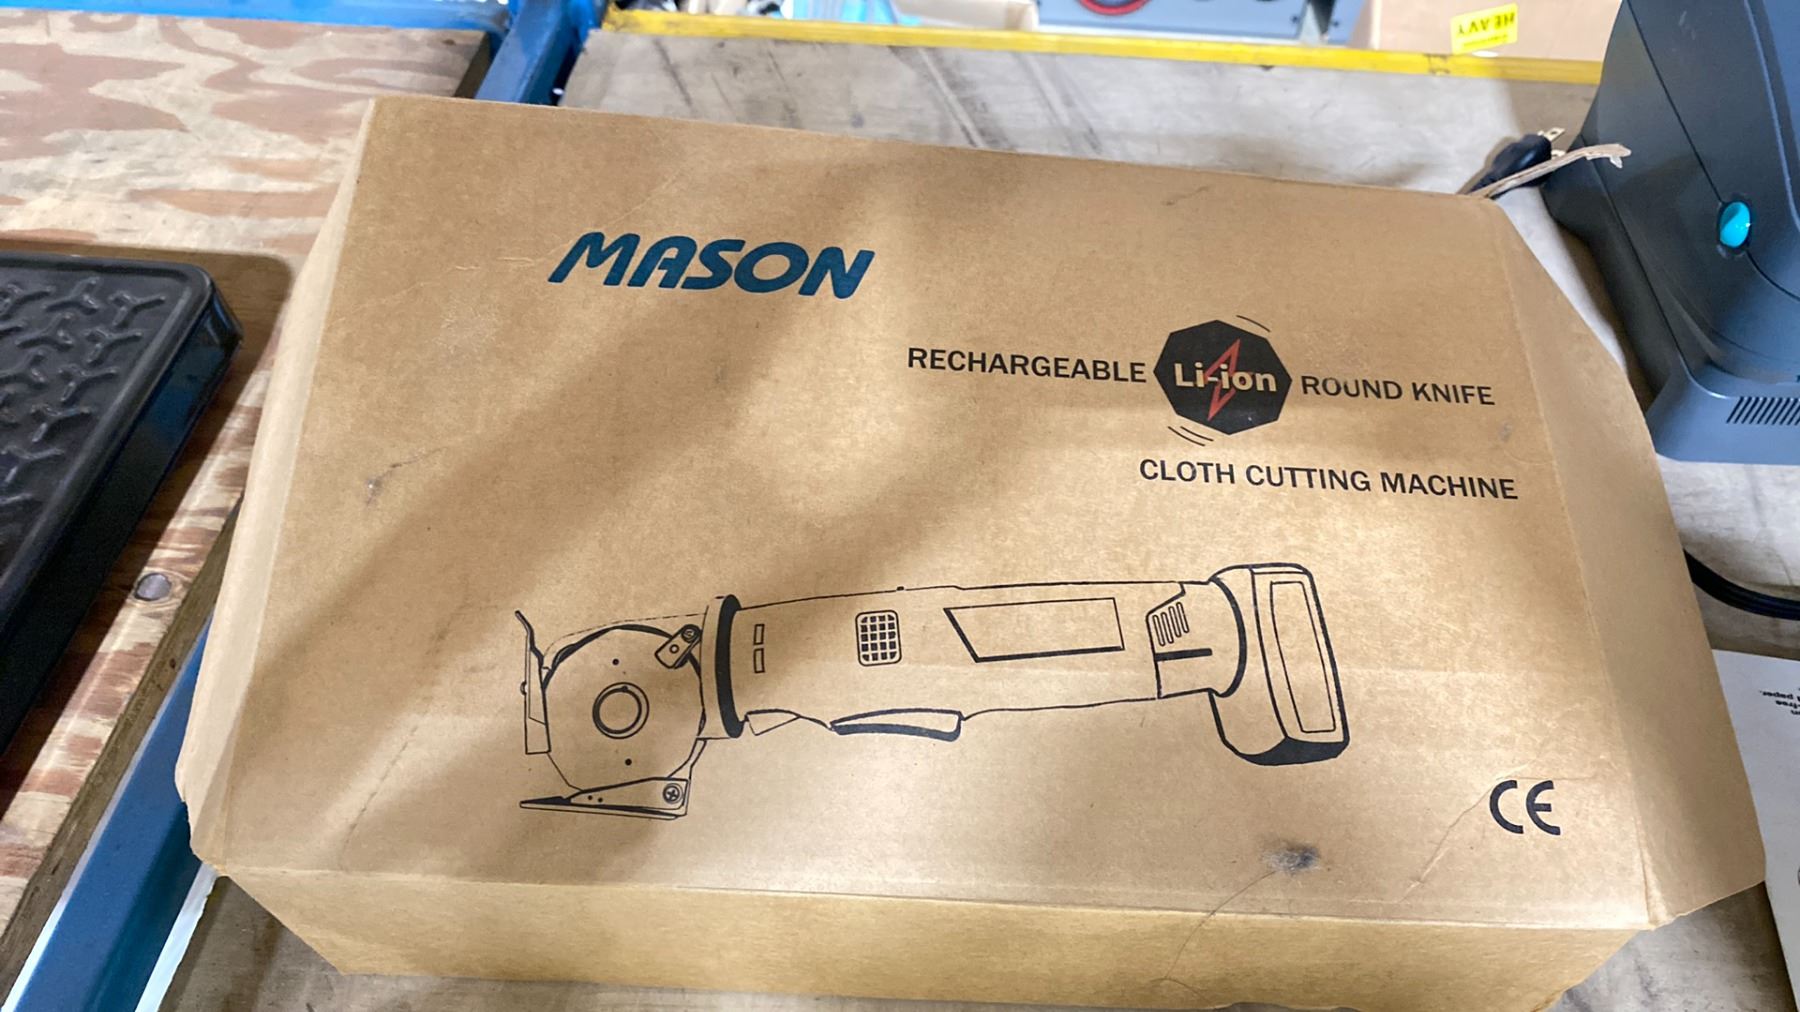 HEAVY
MASON
RECHARGEABLE Li-ion ROUND KNIFE
CLOTH CUTTING MACHINE
CE